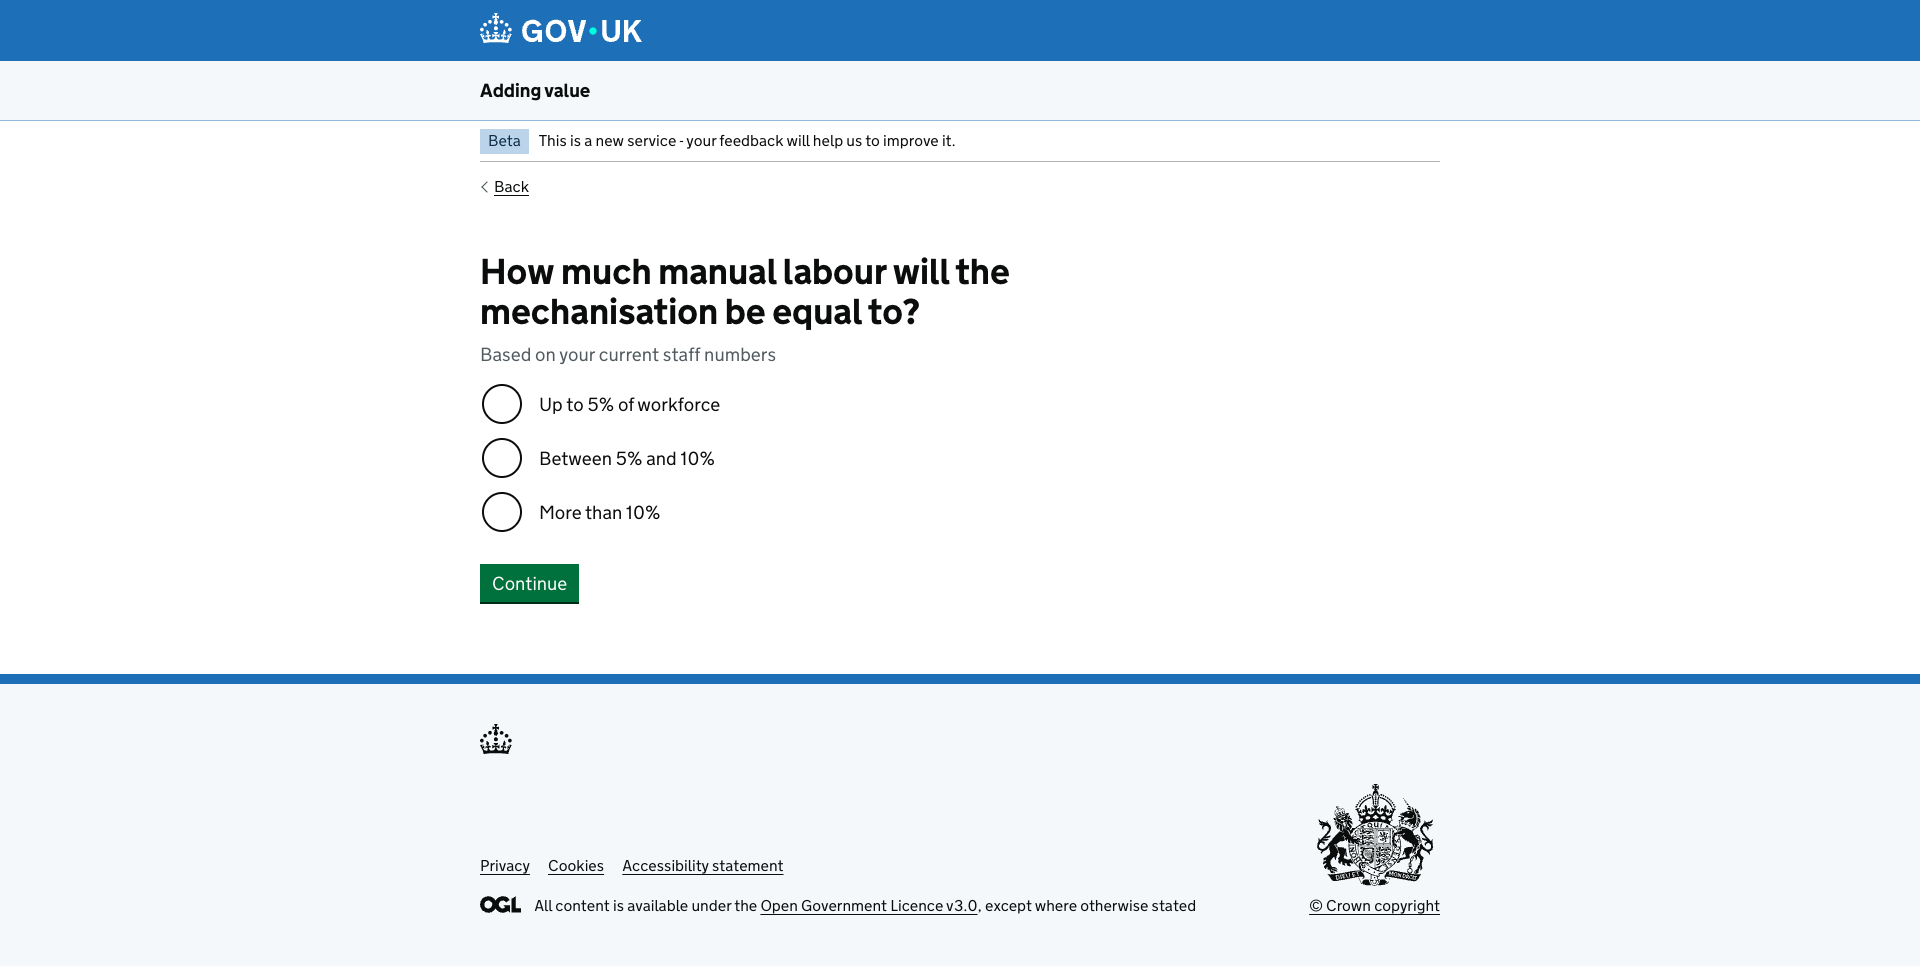 GOV·UK
Adding value
Beta This is a new service - your feedback will help us to improve it.
Back
How much manual labour will the
mechanisation be equal to?
Based on your current staff numbers
Up to 5% of workforce
Between 5% and 10%
More than 10%
Continue
Privacy Cookies Accessibility statement
OGL All content is available under the Open Government Licence v3.0, except where otherwise stated
© Crown copyright